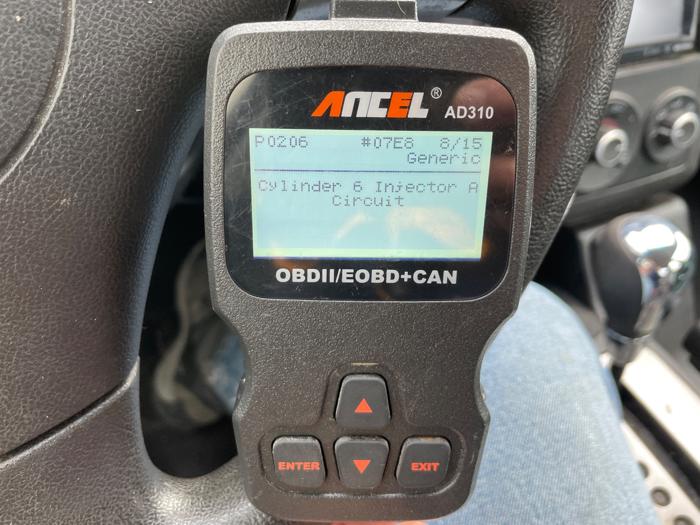 ANCEL® AD310
P0206 #07E8 8/15
Generic
Cylinder 6 Injector A
Circuit
OBDII/EOBD+CAN
ENTER EXIT